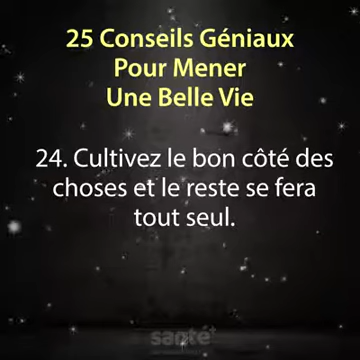 25 Conseils Géniaux
Pour Mener
Une Belle Vie
24. Cultivez le bon côté des
choses et le reste se fera
tout seul.
santé+